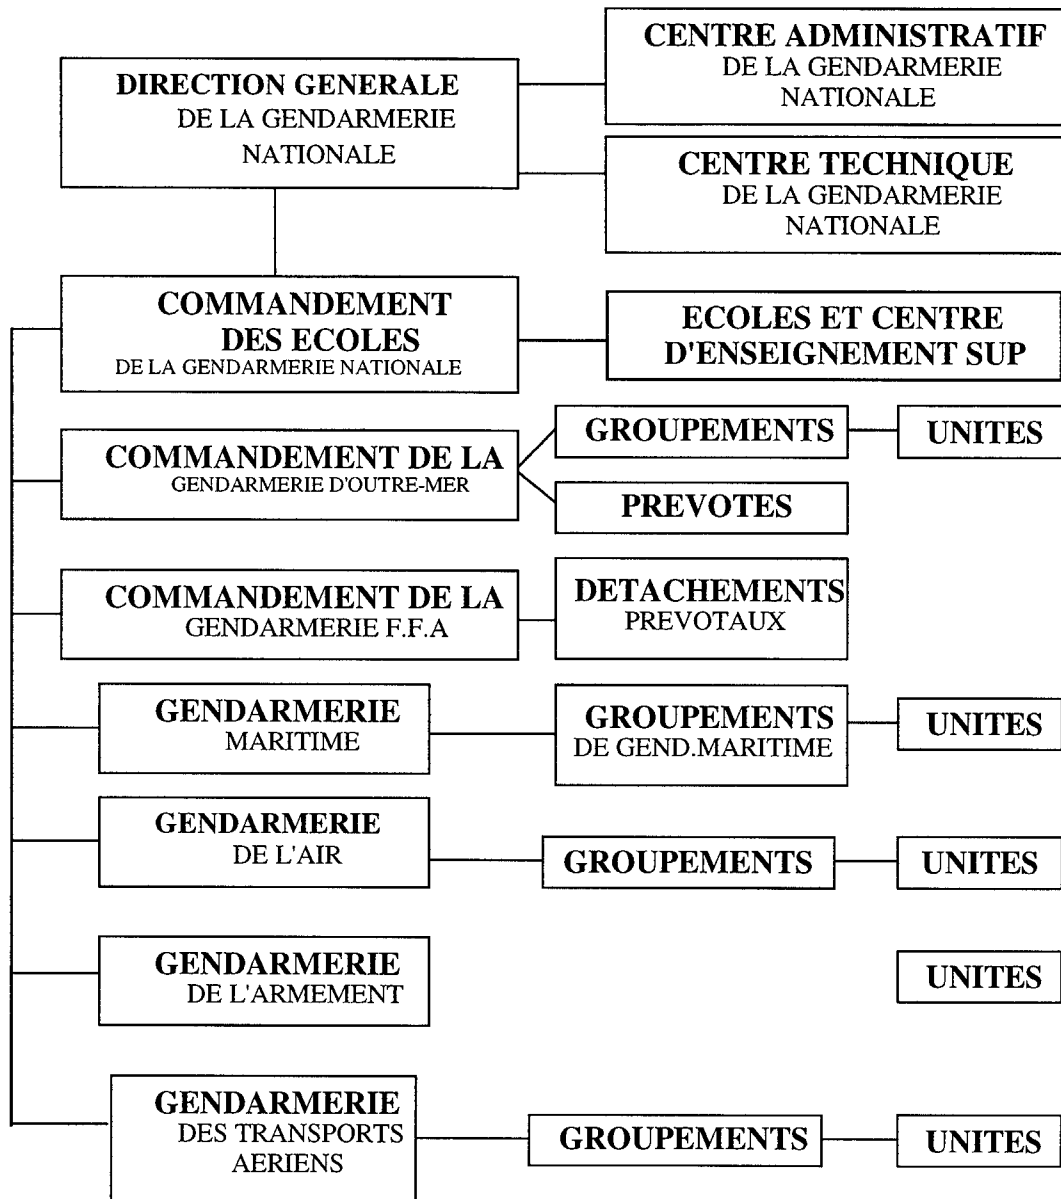 DIRECTION GENERALE
DE LA GENDARMERIE
NATIONALE
CENTRE ADMINISTRATIF
DE LA GENDARMERIE
NATIONALE
CENTRE TECHNIQUE
DE LA GENDARMERIE
NATIONALE
COMMANDEMENT
DES ECOLES
DE LA GENDARMERIE NATIONALE
ECOLES ET CENTRE
D'ENSEIGNEMENT SUP
COMMANDEMENT DE LA
GENDARMERIE D'OUTRE-MER
GROUPEMENTS
UNITES
PREVOTES
COMMANDEMENT DE LA
GENDARMERIE F.F.A
DETACHEMENTS
PREVOTAUX
GENDARMERIE
MARITIME
GROUPEMENTS
DE GEND.MARITIME
UNITES
GENDARMERIE
DE L'AIR
GROUPEMENTS
UNITES
GENDARMERIE
DE L'ARMEMENT
UNITES
GENDARMERIE
DES TRANSPORTS
AERIENS
GROUPEMENTS
UNITES